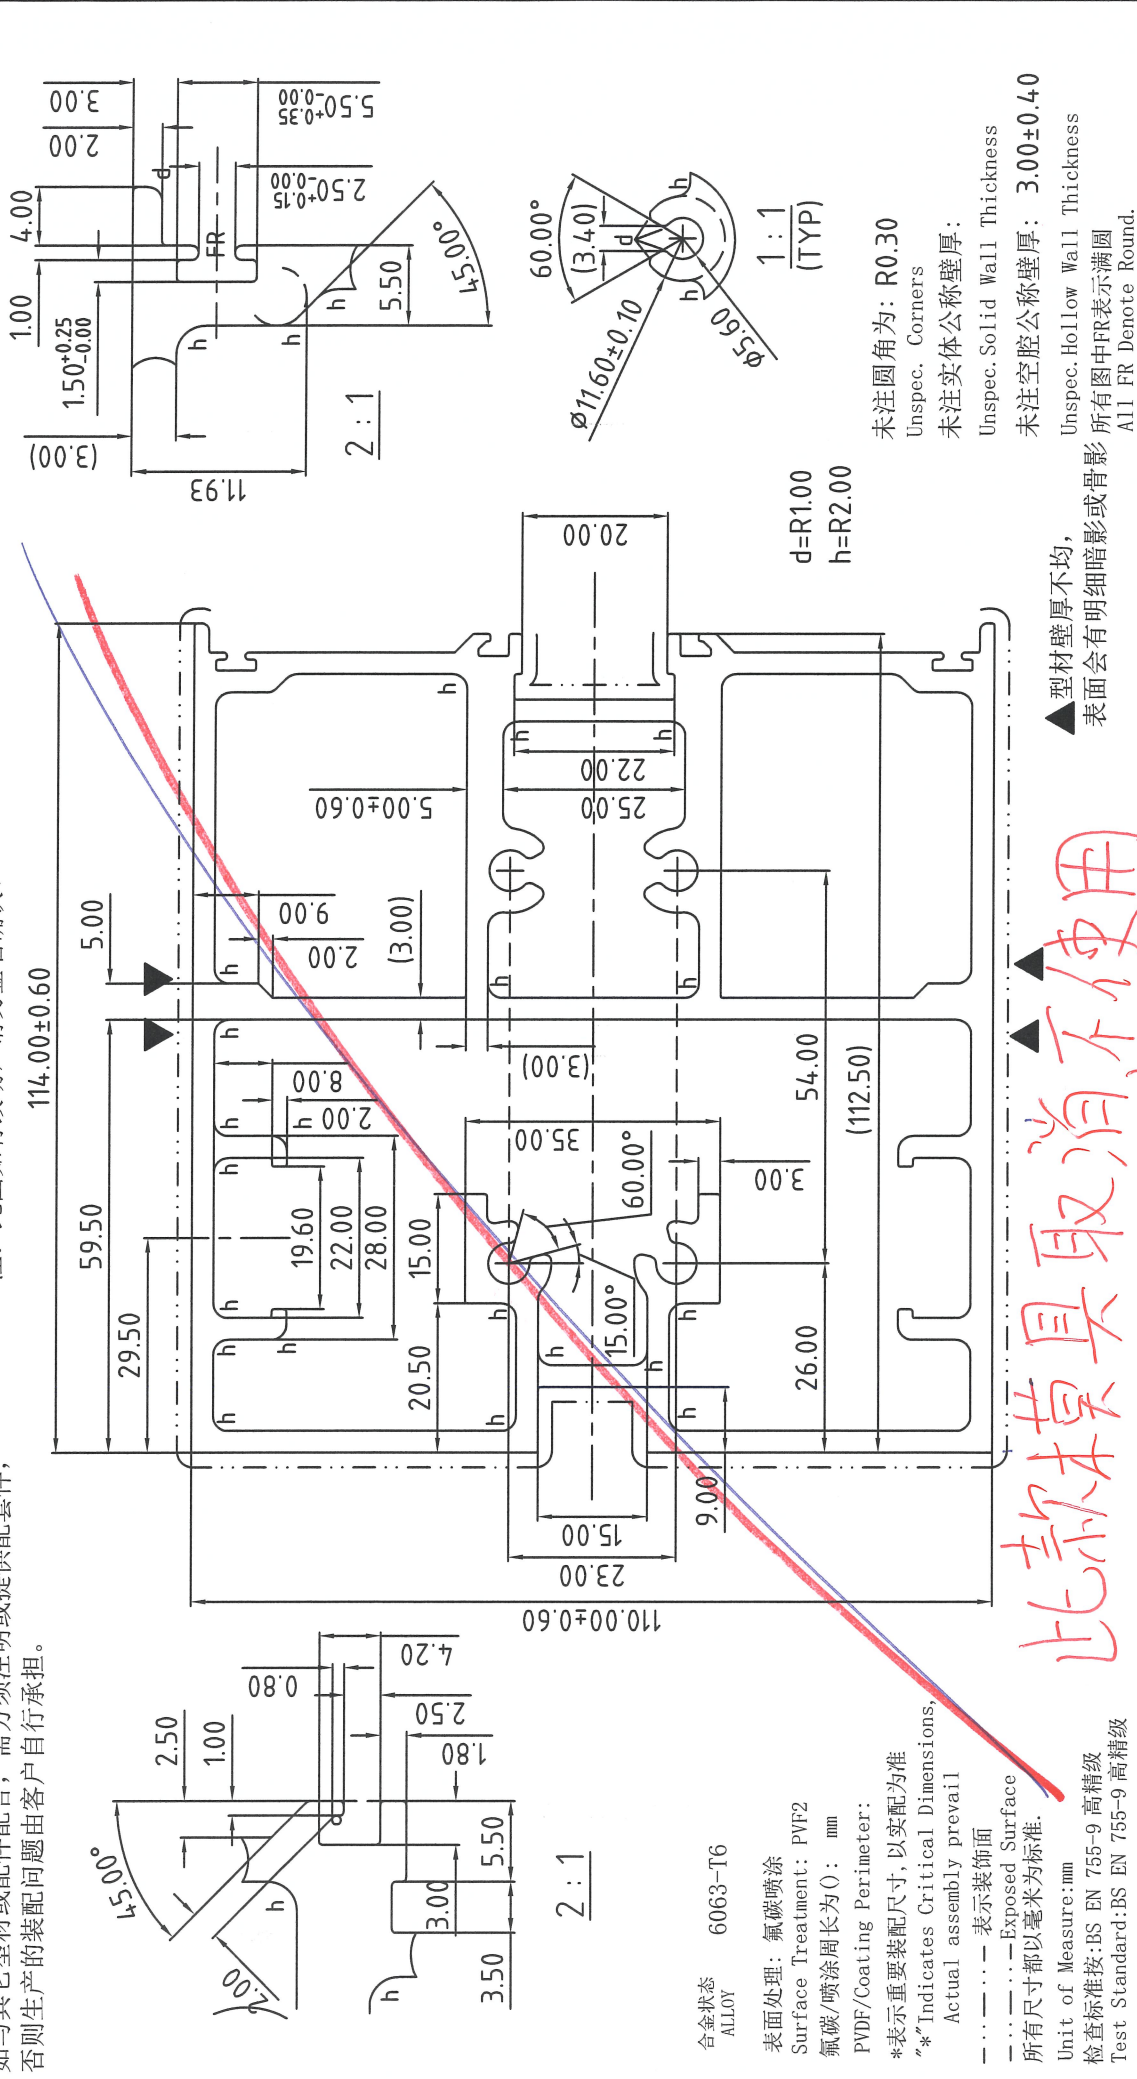 如与其它型材或配件配合，需方须注明或提供配套件，
否则生产的装配问题由客户自行承担。
114.00±0.60
59.50
5.00
29.50
9.00
2.00
8.00
2.00
h
19.60
22.00
28.00
15.00
20.50
5.00±0.60
(3.00)
(3.00)
35.00
60.00°
15.00°
3.00
54.00
26.00
(112.50)
9.00
15.00
23.00
110.00±0.60
25.00
22.00
20.00
3.00
2.00
4.00
1.00
1.50+0.25-0.00
(3.00)
11.93
d
FR
5.50+0.35-0.00
2.50+0.15-0.00
5.50
45.00°
h
2:1
60.00°
(3.40)
d
h
Ø11.60±0.10
Ø5.60
1:1
(TYP)
2.50
1.00
45.00°
2.00
0.80
4.20
2.50
1.80
5.50
3.00
3.50
h
2:1
d=R1.00
h=R2.00
未注圆角为: R0.30
Unspec. Corners
未注实体公称壁厚:
Unspec.Solid Wall Thickness
未注空腔公称壁厚: 3.00±0.40
Unspec.Hollow Wall Thickness
所有图中FR表示满圆
All FR Denote Round.
▲型材壁厚不均,
表面会有明细暗影或骨影
合金状态 6063-T6
ALLOY
表面处理: 氟碳喷涂
Surface Treatment: PVF2
氟碳/喷涂周长为(): mm
PVDF/Coating Perimeter:
*表示重要装配尺寸,以实配为准
"*"Indicates Critical Dimensions,
Actual assembly prevail
表示装饰面
Exposed Surface
所有尺寸都以毫米为标准.
Unit of Measure:mm
检查标准按:BS EN 755-9 高精级
Test Standard:BS EN 755-9 高精级
此款模具取消,不使用